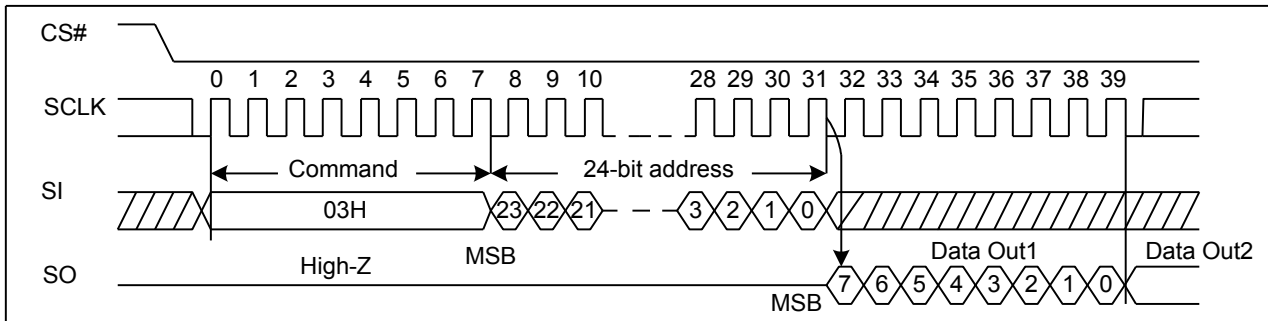 CS#
0 1 2 3 4 5 6 7 8 9 10 28 29 30 31 32 33 34 35 36 37 38 39
SCLK
Command 24-bit address
SI
03H 23 22 21 3 2 1 0
MSB
High-Z
Data Out1 Data Out2
SO
MSB 7 6 5 4 3 2 1 0